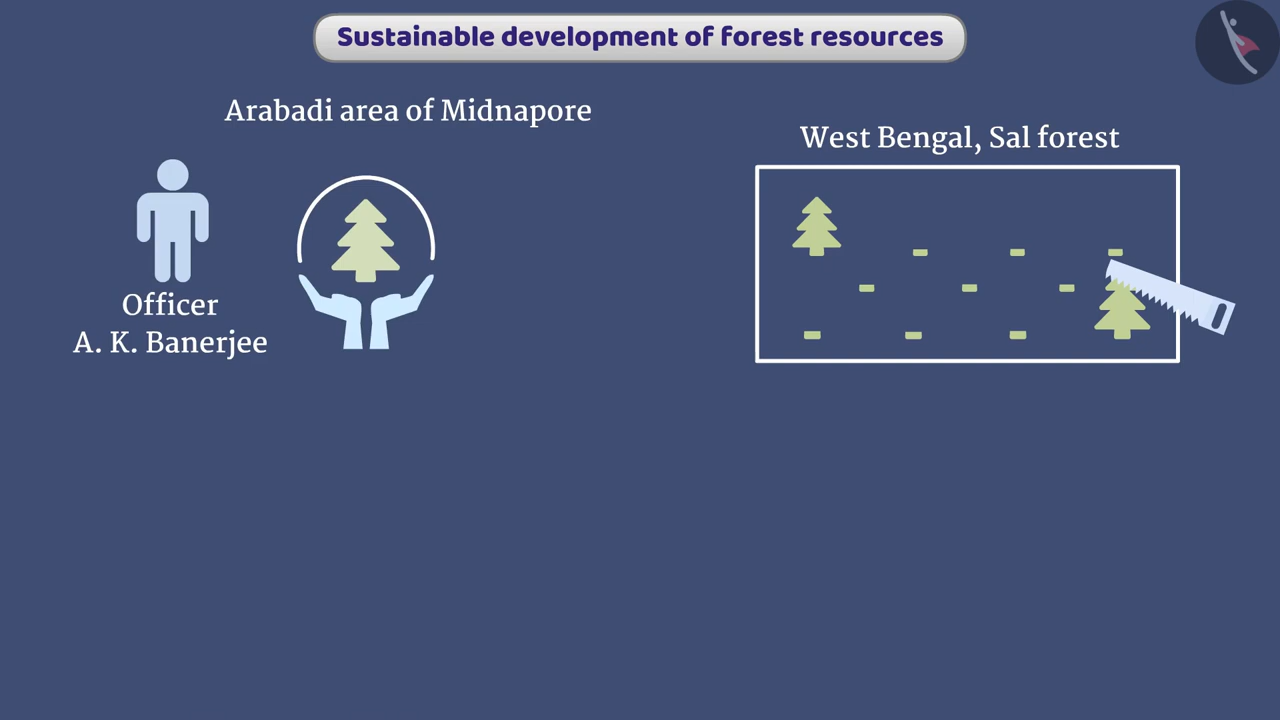 Sustainable development of forest resources
Arabadi area of Midnapore
West Bengal, Sal forest
Officer
A. K. Banerjee